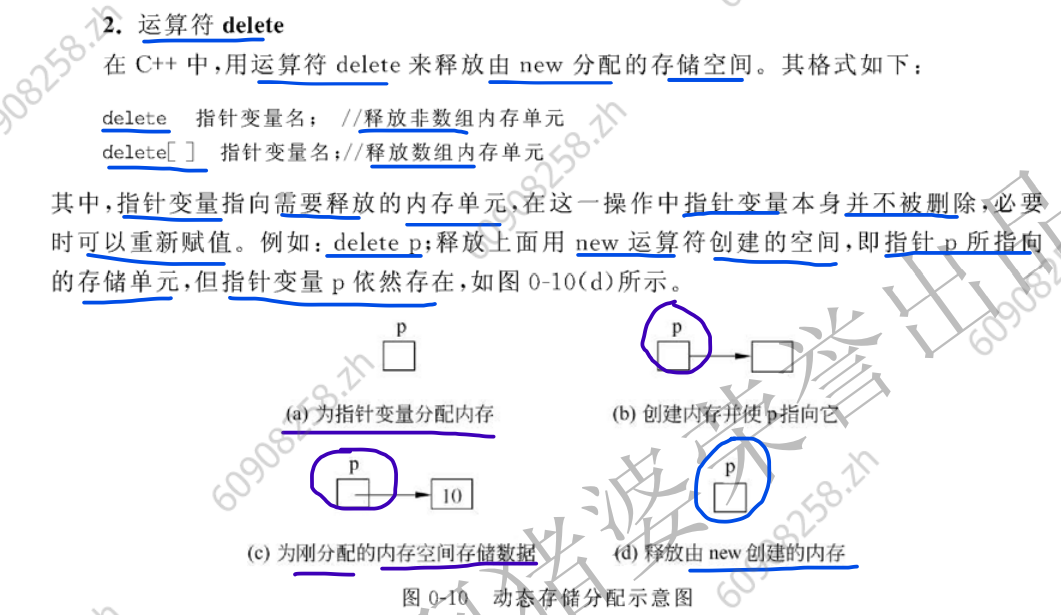 2. 运算符 delete
在 C++ 中,用运算符 delete 来释放由 new 分配的存储空间。其格式如下:
delete 指针变量名; //释放非数组内存单元
delete[ ] 指针变量名;//释放数组内存单元
其中,指针变量指向需要释放的内存单元,在这一操作中指针变量本身并不被删除,必要
时可以重新赋值。例如: delete p;释放上面用 new 运算符创建的空间,即指针 p 所指向
的存储单元,但指针变量 p 依然存在,如图 0-10(d)所示。
p
p
(a) 为指针变量分配内存
(b) 创建内存并使p指向它
p
10
p
(c) 为刚分配的内存空间存储数据
(d) 释放由 new 创建的内存
图 0-10 动态存储分配示意图
60908258.zh
60908258.zh
60908258.zh
猪婆荣誉出品